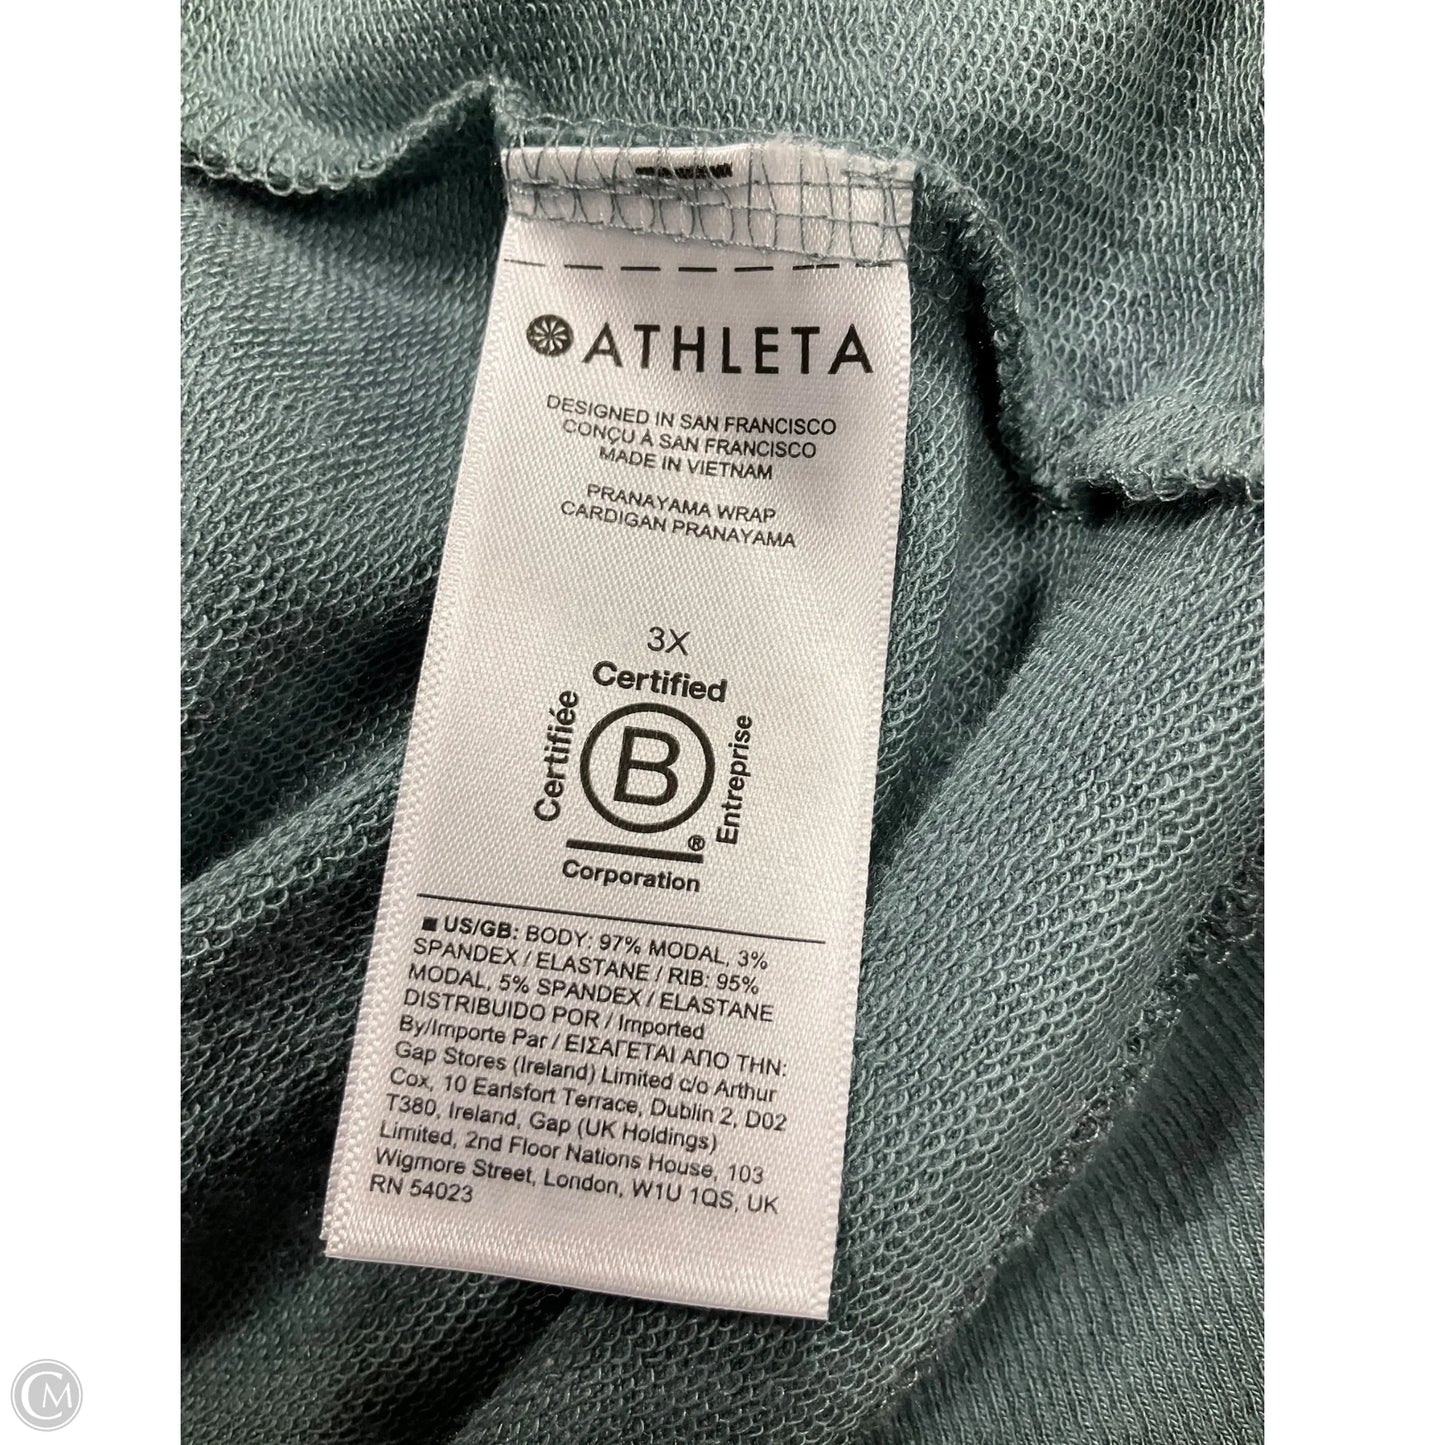 ATHLETA
DESIGNED IN SAN FRANCISCO
CONÇU À SAN FRANCISCO
MADE IN VIETNAM
PRANAYAMA WRAP
CARDIGAN PRANAYAMA
3X
Certified
Certifiée
B
Entreprise
®
Corporation
■ US/GB: BODY: 97% MODAL, 3%
SPANDEX / ELASTANE / RIB: 95%
MODAL, 5% SPANDEX / ELASTANE
DISTRIBUIDO POR / Imported
By/Importe Par / ΕΙΣΑΓΕΤΑΙ ΑΠΟ ΤΗΝ:
Gap Stores (Ireland) Limited c/o Arthur
Cox, 10 Earlsfort Terrace, Dublin 2, D02
T380, Ireland, Gap (UK Holdings)
Limited, 2nd Floor Nations House, 103
Wigmore Street, London, W1U 1QS, UK
RN 54023
CM